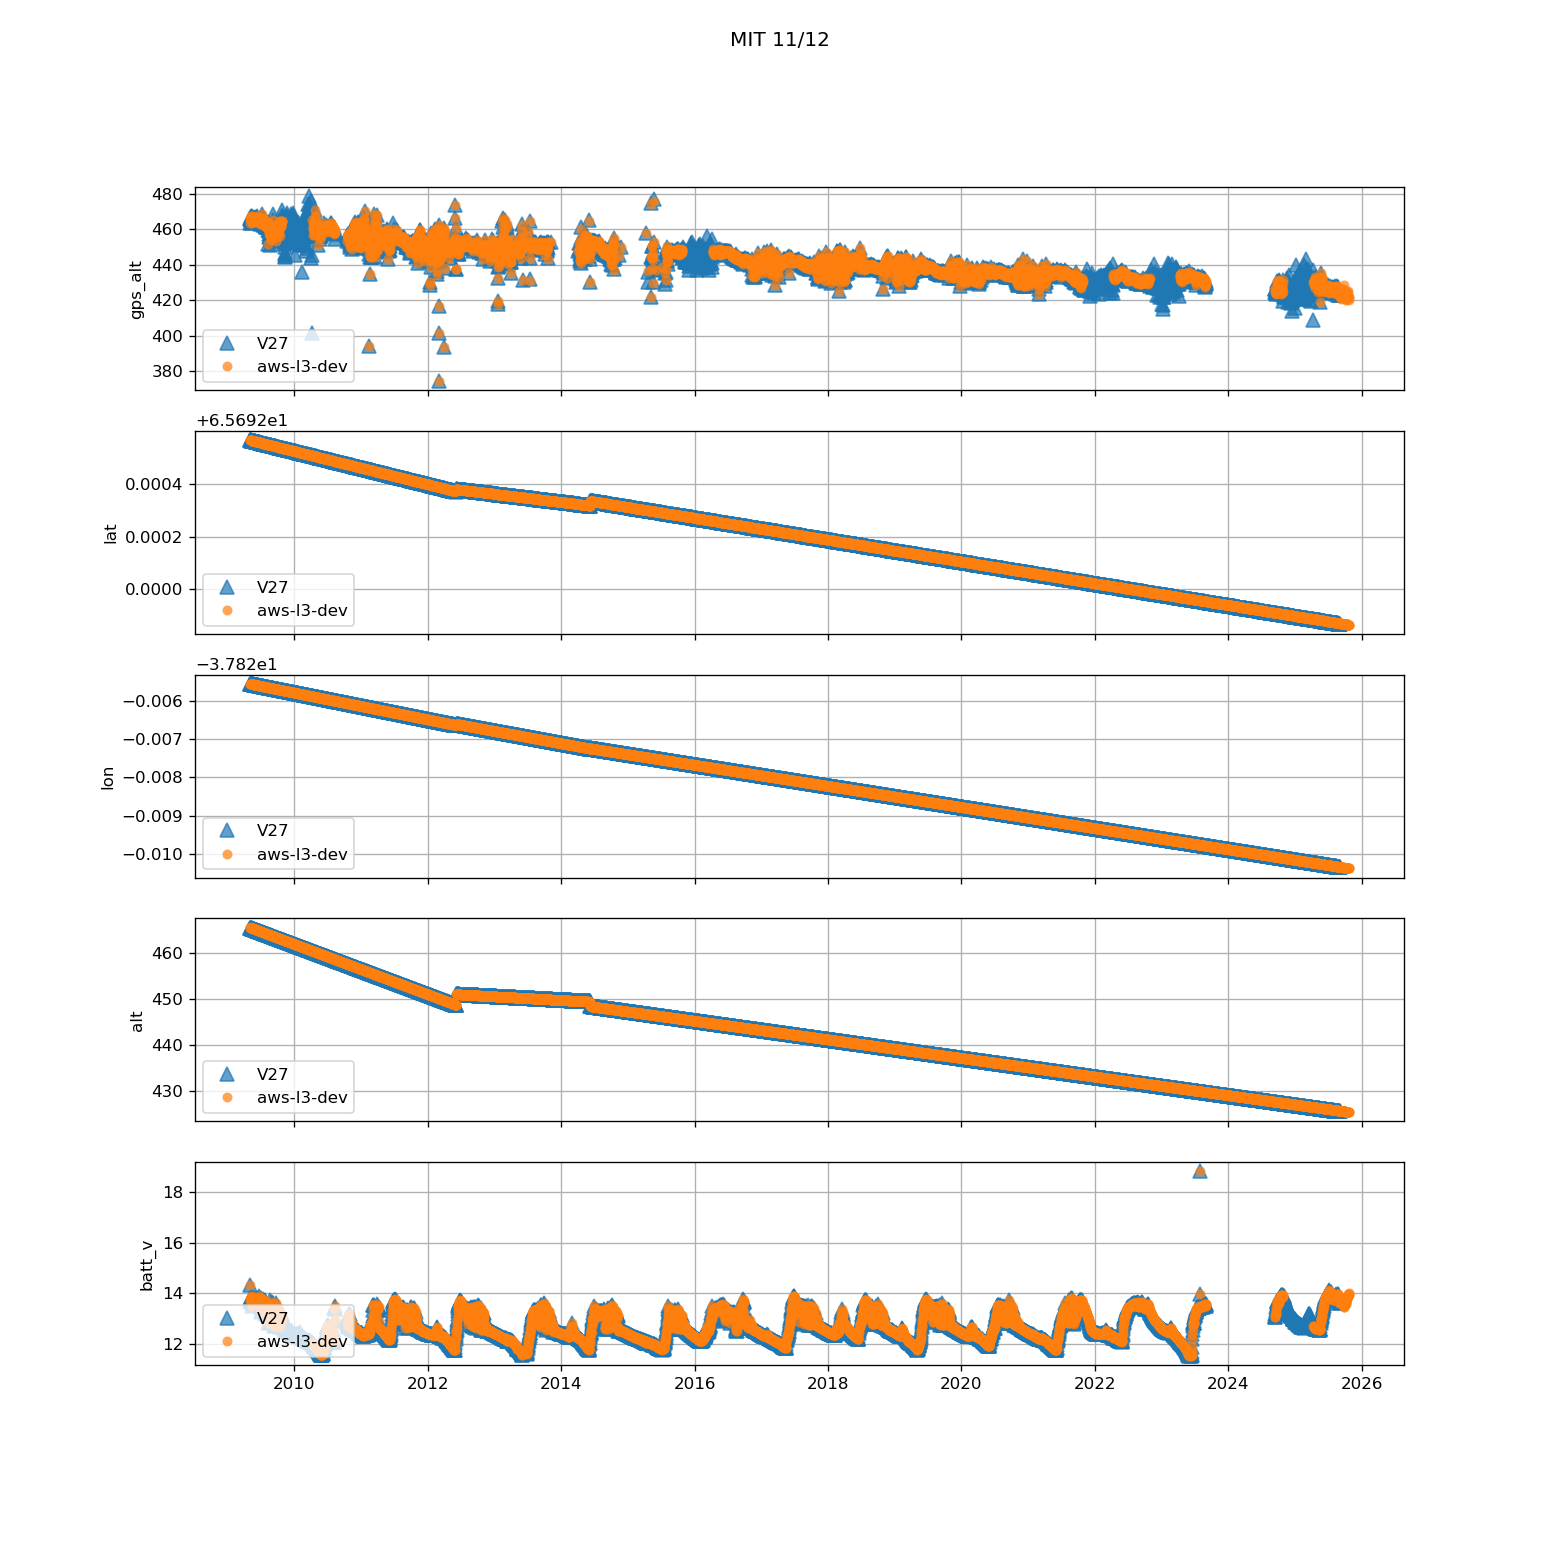 MIT 11/12
480
460
440
420
400
380
gps_alt
V27
aws-l3-dev
+6.5692e1
0.0004
0.0002
0.0000
lat
V27
aws-l3-dev
−3.782e1
−0.006
−0.007
−0.008
−0.009
−0.010
lon
V27
aws-l3-dev
460
450
440
430
alt
V27
aws-l3-dev
18
16
14
12
batt_v
V27
aws-l3-dev
2010 2012 2014 2016 2018 2020 2022 2024 2026